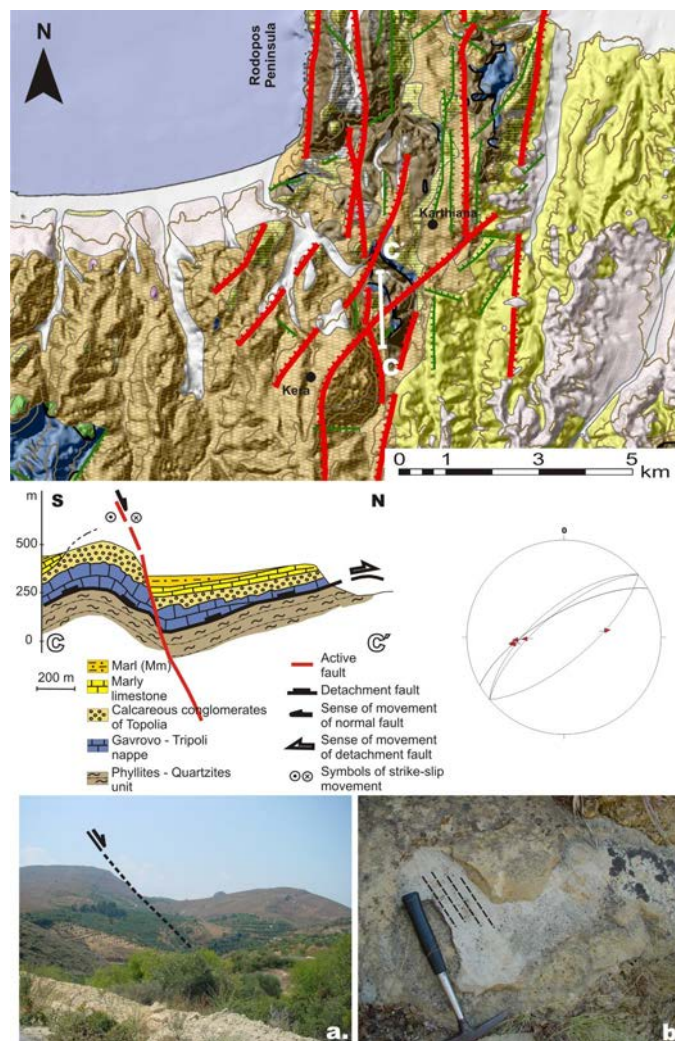 N
Rodopos
Peninsula
Karthiana
C
C
Kera
0 1 3 5
km
m
S
N
500
250
0
C
C'
200 m
Marl (Mm)
Marly
limestone
Calcareous conglomerates
of Topolia
Gavrovo - Tripoli
nappe
Phyllites - Quartzites
unit
Active
fault
Detachment fault
Sense of movement
of normal fault
Sense of movement
of detachment fault
Symbols of strike-slip
movement
0
a.
b